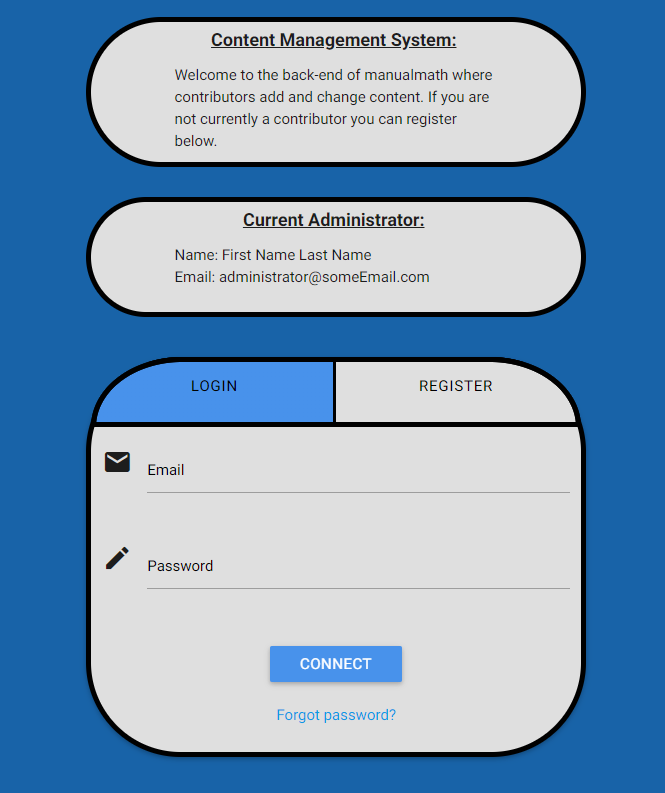 Content Management System:
Welcome to the back-end of manualmath where
contributors add and change content. If you are
not currently a contributor you can register
below.
Current Administrator:
Name: First Name Last Name
Email: administrator@someEmail.com
LOGIN
REGISTER
Email
Password
CONNECT
Forgot password?